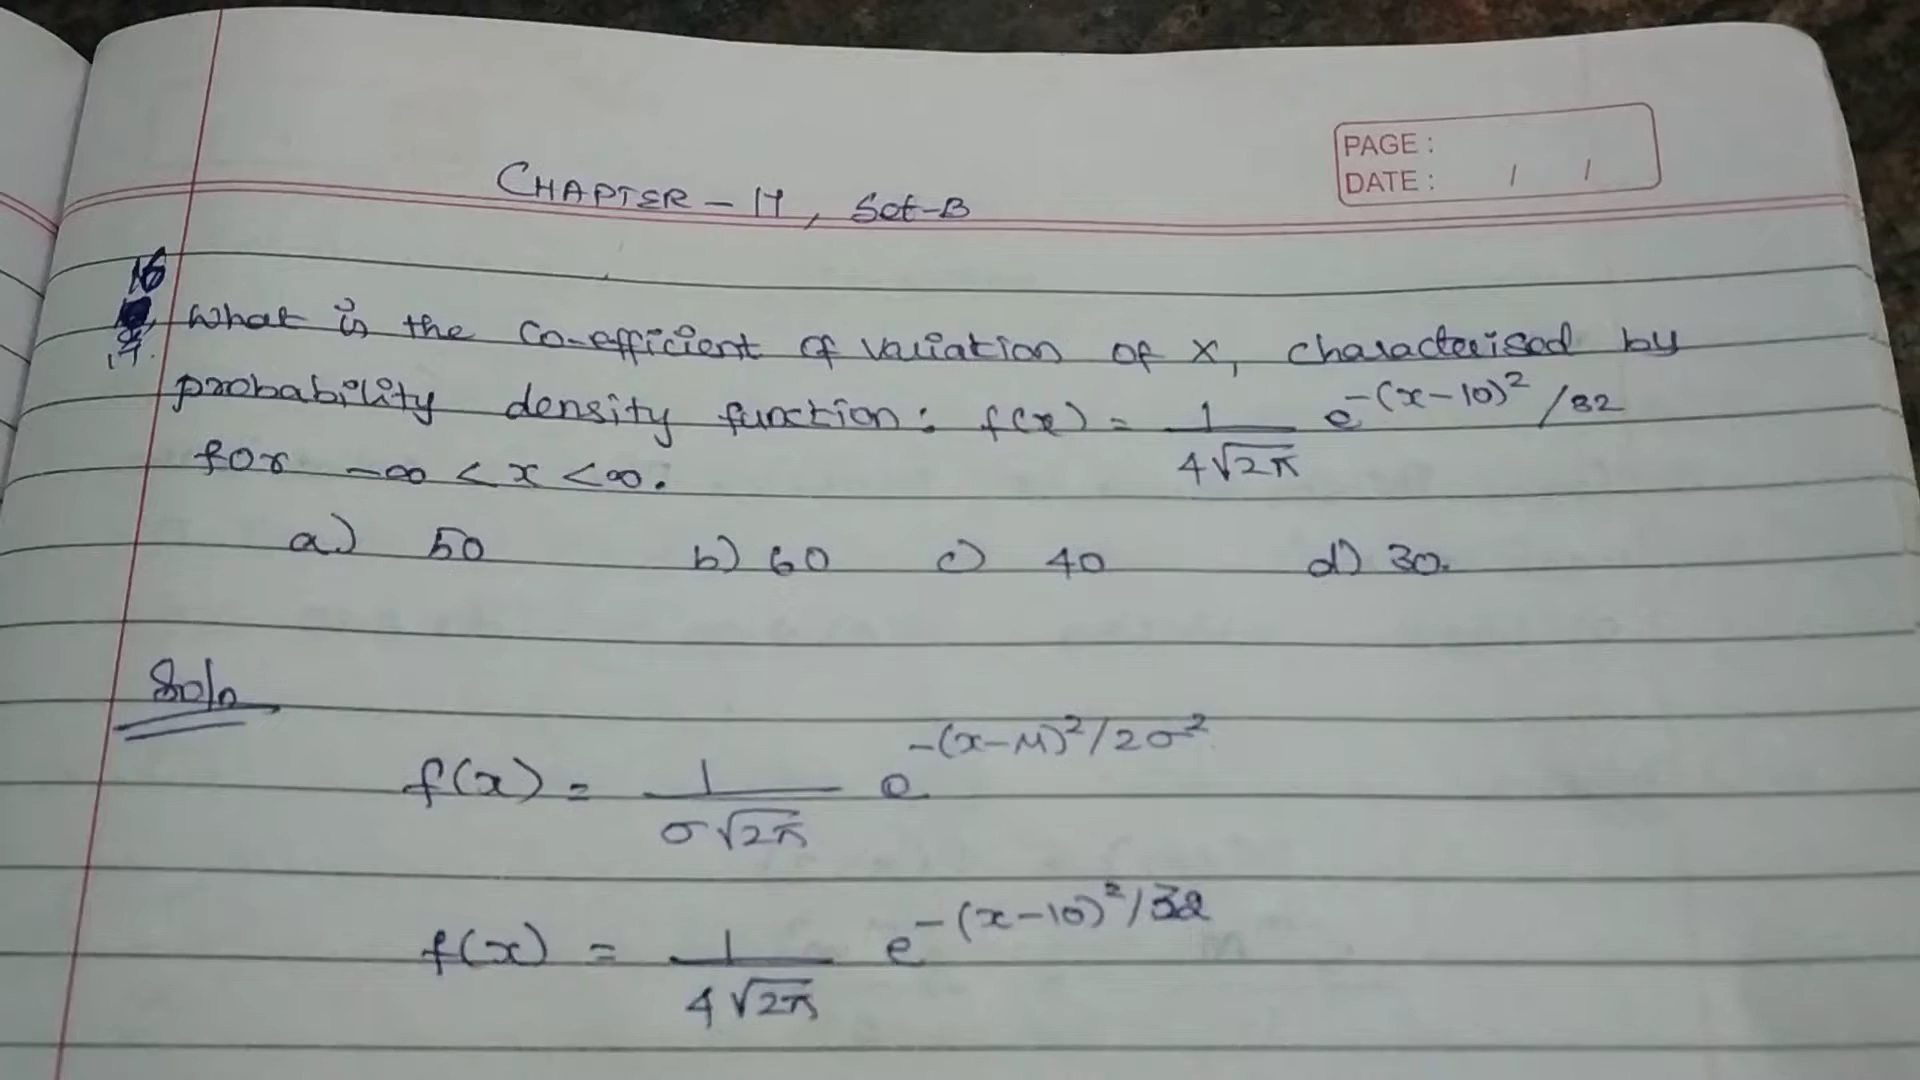 PAGE :
DATE : / /
CHAPTER - 17, Set-B
16
17.
What is the Co-efficient of Variation of x, characterised by
probability density function : f(x) = 1/4√2π e^-(x-10)²/32
for -∞ < x < ∞.
a) 50 b) 60 c) 40 d) 30.
Soln
f(x) = 1/σ√2π e^-(x-μ)²/2σ²
f(x) = 1/4√2π e^-(x-10)²/32